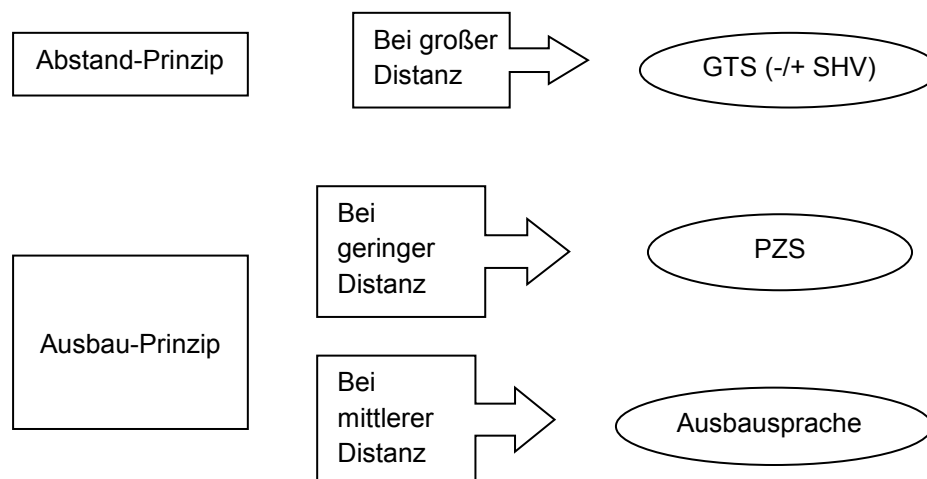 Abstand-Prinzip
Bei großer
Distanz
GTS (-/+ SHV)
Ausbau-Prinzip
Bei
geringer
Distanz
PZS
Bei
mittlerer
Distanz
Ausbausprache